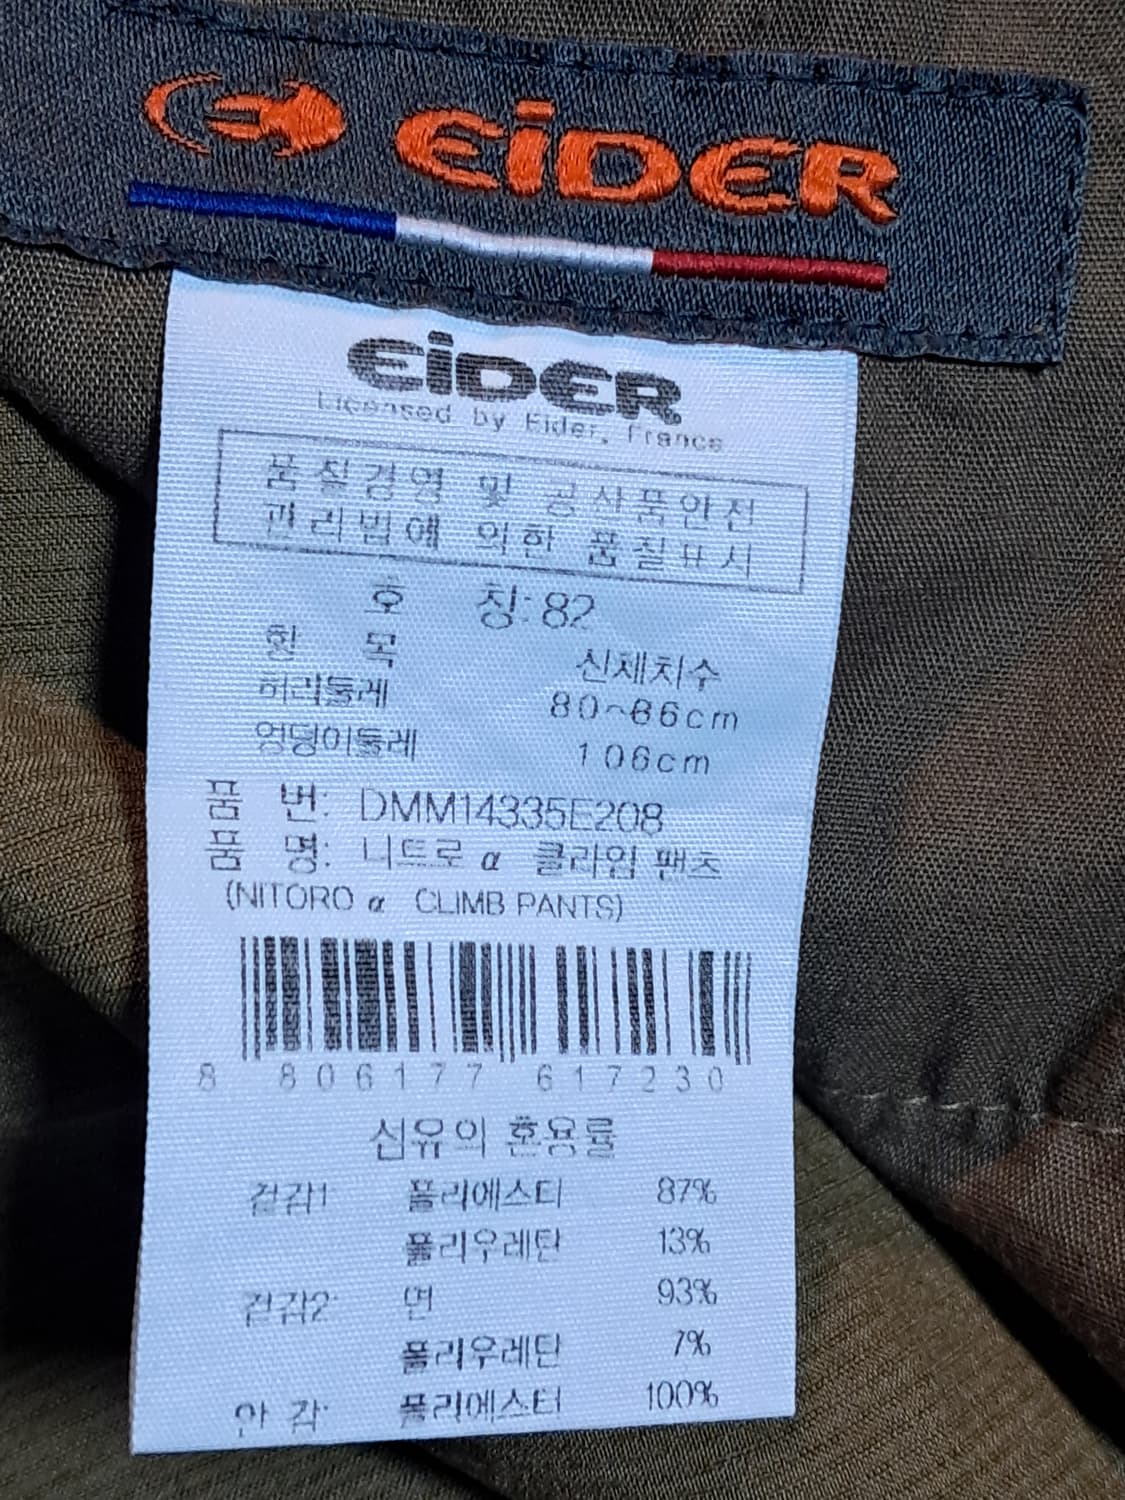 EiDER
EiDER
Licensed by Eider, France
품질경영 및 공산품안전
관리법에 의한 품질표시
호 칭: 82
항 목 신체치수
허리둘레 80~86cm
엉덩이둘레 106cm
품 번: DMM14335E208
품 명: 니트로 α 클라임 팬츠
(NITORO α CLIMB PANTS)
8 806177 617230
섬유의 혼용률
겉감1 폴리에스터 87%
폴리우레탄 13%
겉감2 면 93%
폴리우레탄 7%
안 감 폴리에스터 100%